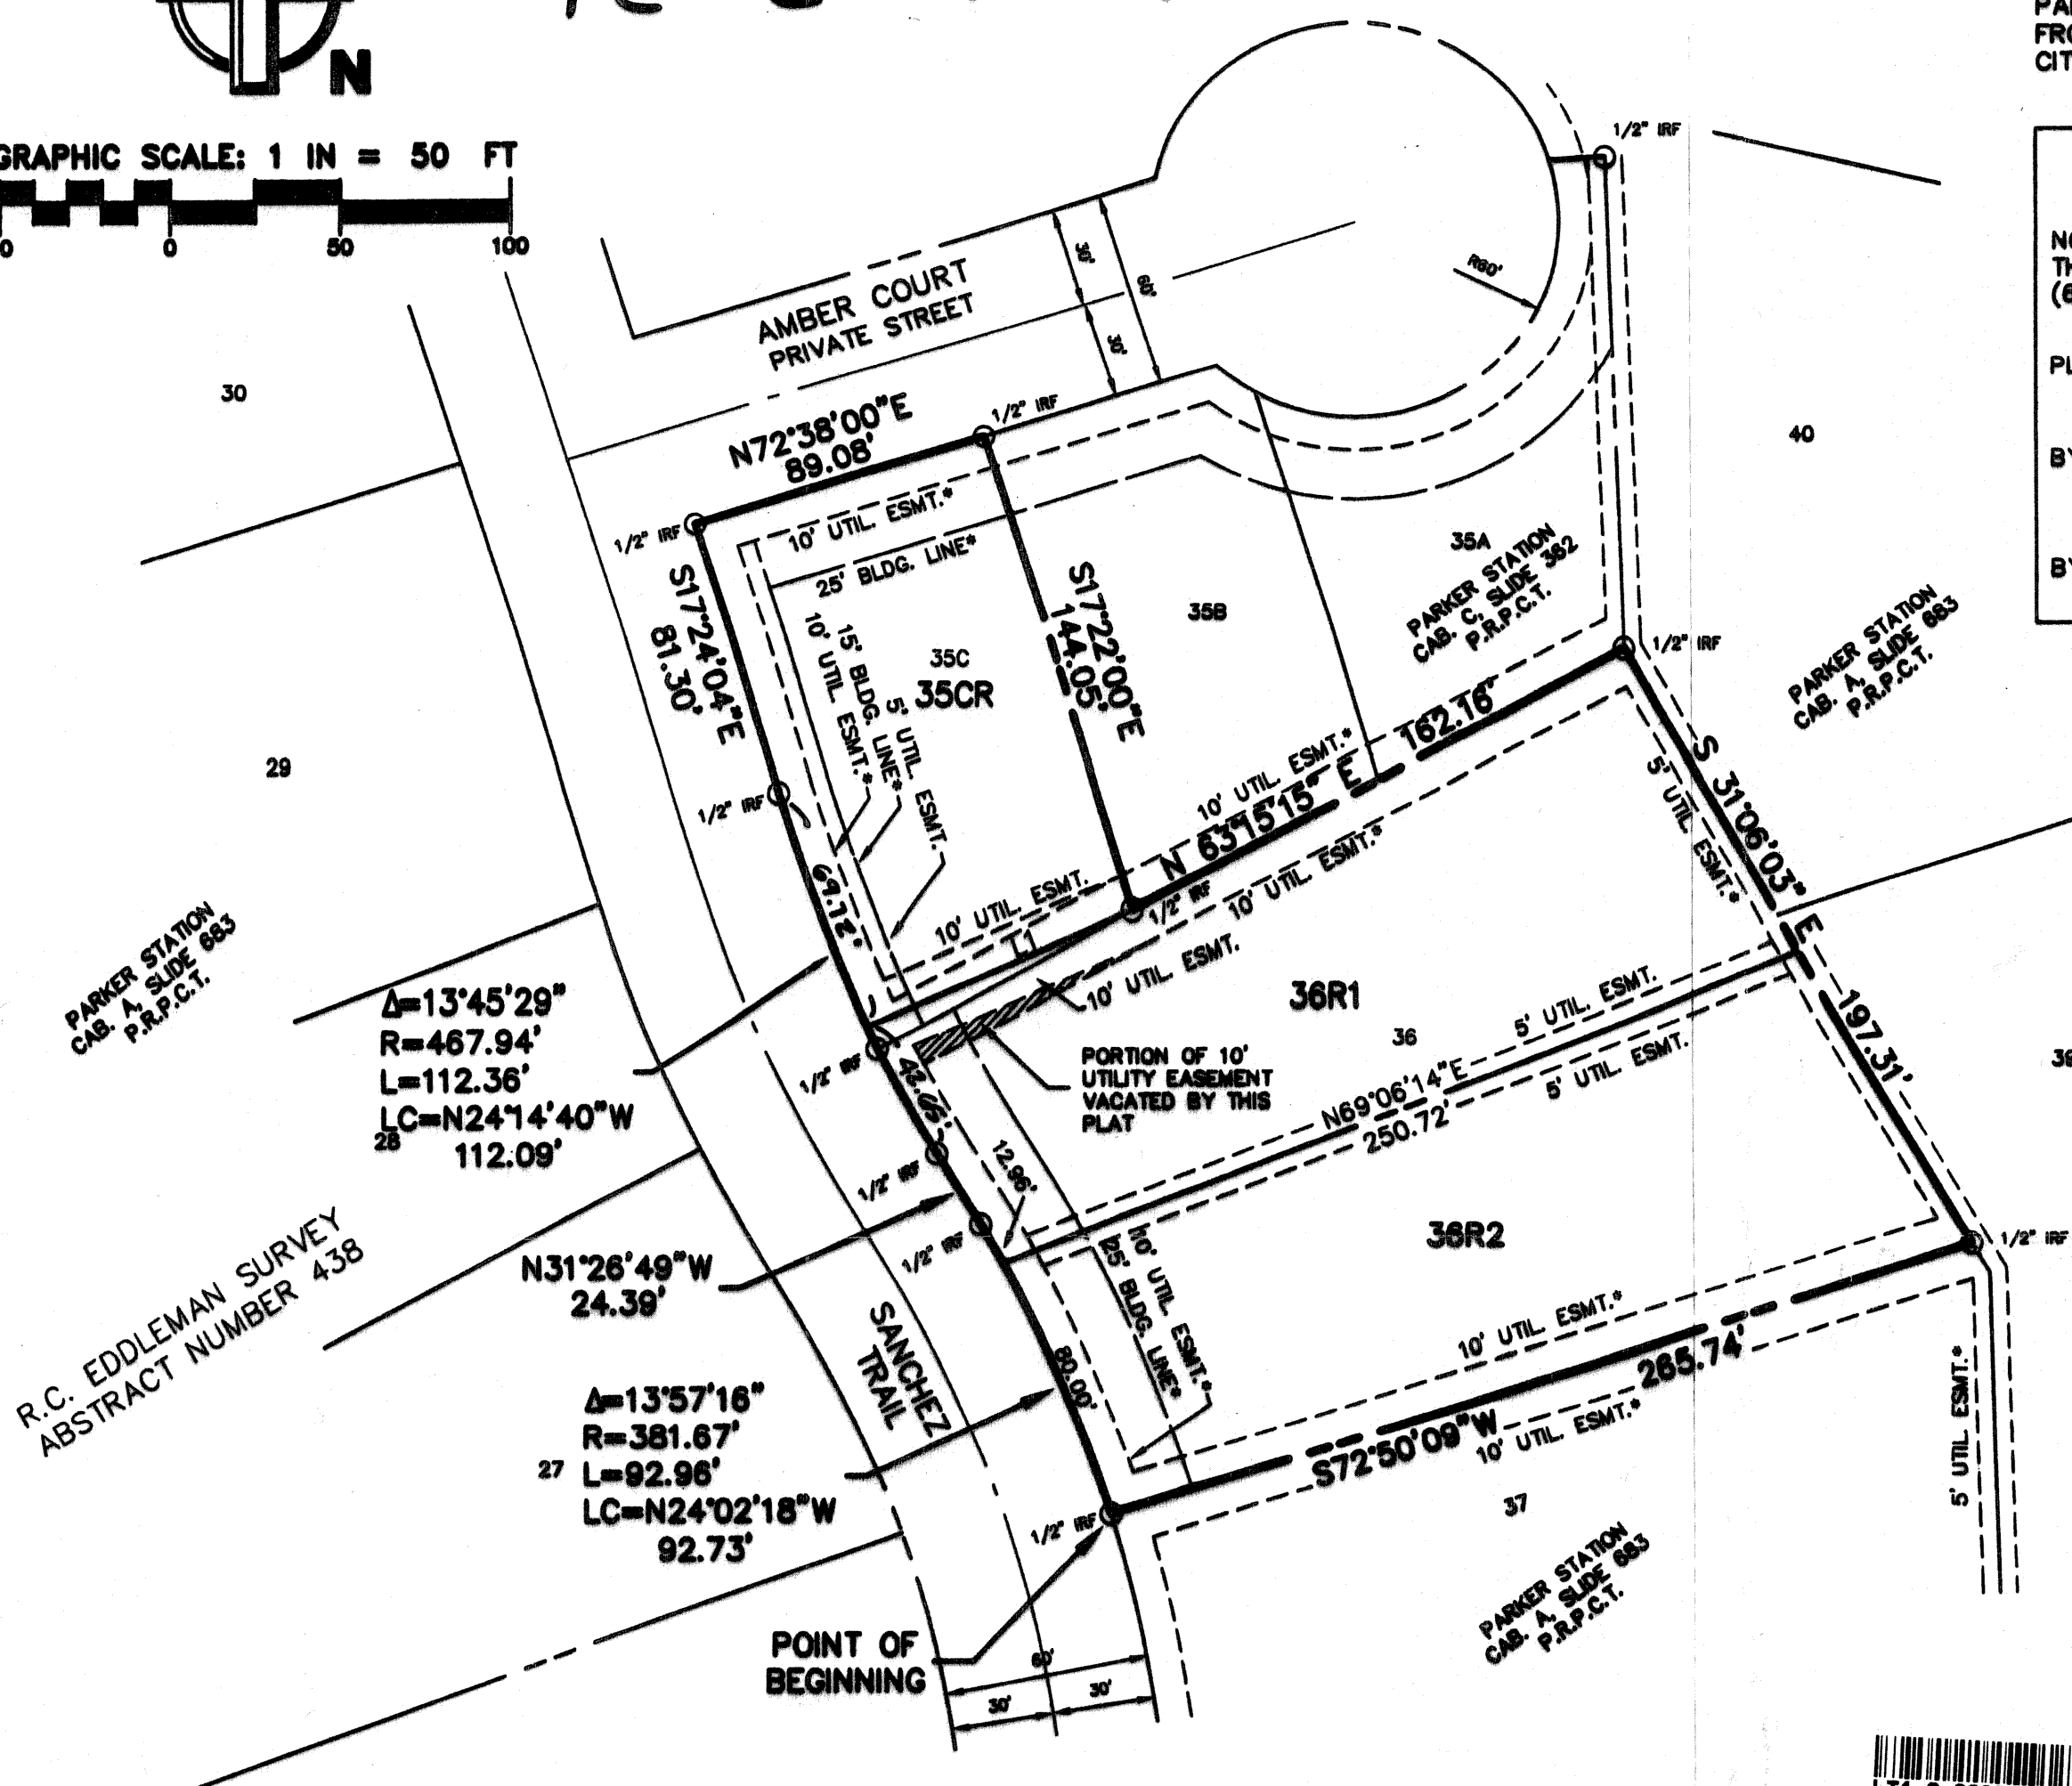 N
GRAPHIC SCALE: 1 IN = 50 FT
0
50
100
1/2" IRF
30'
60'
30'
R60'
AMBER COURT
PRIVATE STREET
30
40
1/2" IRF
N72°38'00"E
89.08'
1/2" IRF
10' UTIL. ESMT.*
25' BLDG. LINE*
S17°24'04"E
81.30'
10' UTIL. ESMT.*
15' BLDG. LINE*
5' UTIL. ESMT.
35C
35CR
S17°22'00"E
144.05'
35B
35A
PARKER STATION
CAB. C, SLIDE 362
P.R.P.C.T.
1/2" IRF
PARKER STATION
CAB. A, SLIDE 683
P.R.P.C.T.
29
1/2" IRF
10' UTIL. ESMT.*
N 63°15'15" E
162.16'
10' UTIL. ESMT.*
5' UTIL. ESMT.*
S 31°06'03" E
197.31'
69.72'
10' UTIL. ESMT.
L1
1/2" IRF
10' UTIL. ESMT.
PARKER STATION
CAB. A, SLIDE 683
P.R.P.C.T.
Δ=13°45'29"
R=467.94'
L=112.36'
LC=N24°14'40"W
112.09'
28
1/2" IRF
42.65'
PORTION OF 10'
UTILITY EASEMENT
VACATED BY THIS
PLAT
36R1
36
5' UTIL. ESMT.
N69°06'14"E
250.72'
5' UTIL. ESMT.
1/2" IRF
12.96'
1/2" IRF
N31°26'49"W
24.39'
R.C. EDDLEMAN SURVEY
ABSTRACT NUMBER 438
36R2
1/2" IRF
10' UTIL. ESMT.*
25' BLDG. LINE*
SANCHEZ
TRAIL
80.00'
10' UTIL. ESMT.*
S72°50'09"W
265.74'
10' UTIL. ESMT.*
5' UTIL ESMT.*
Δ=13°57'16"
R=381.67'
L=92.96'
LC=N24°02'18"W
92.73'
27
37
1/2" IRF
PARKER STATION
CAB. A, SLIDE 683
P.R.P.C.T.
POINT OF
BEGINNING
60'
30'
30'